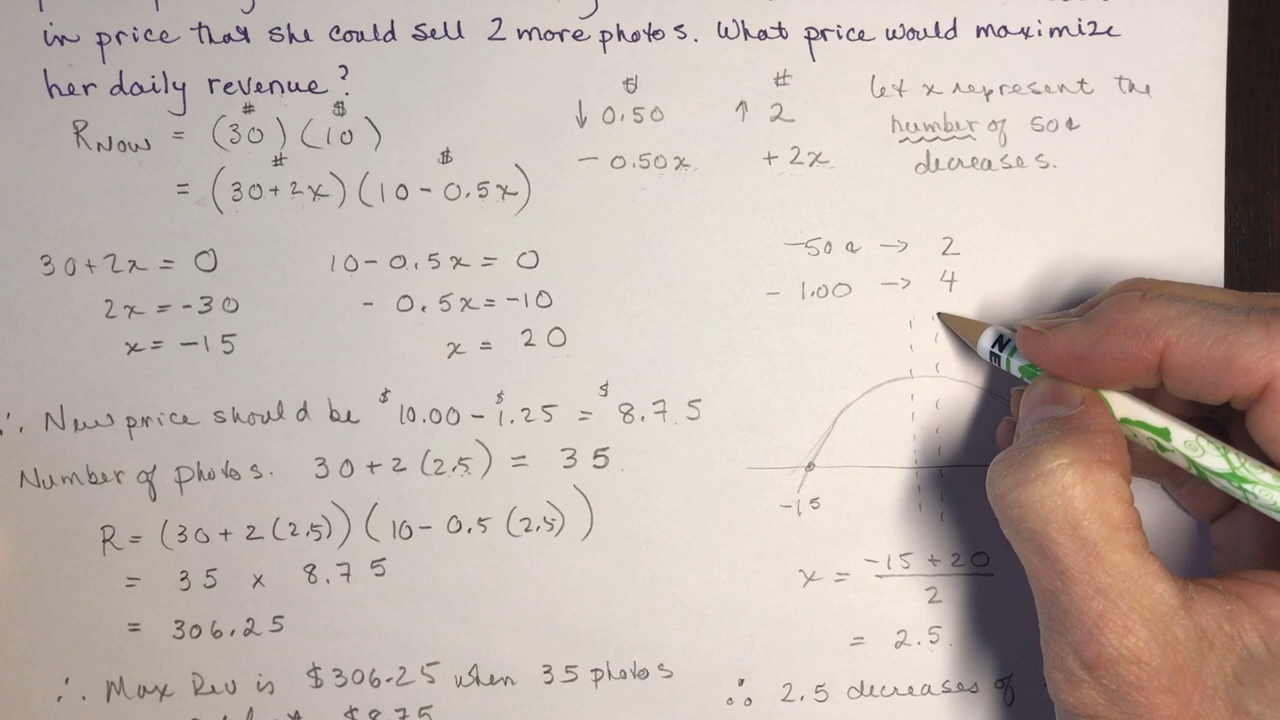 in price that she could sell 2 more photos. What price would maximize
her daily revenue?
# $
R_NOW = (30)(10)
# $
= (30+2x)(10-0.5x)
$ #
↓ 0.50 ↑ 2
- 0.50x + 2x
let x represent the
number of 50¢
decreases.
30+2x = 0
2x = -30
x = -15
10-0.5x = 0
- 0.5x = -10
x = 20
-50¢ -> 2
- 1.00 -> 4
∴ New price should be $10.00 - $1.25 = $8.75
Number of photos. 30+2(2.5) = 35
R = (30+2(2.5))(10-0.5(2.5))
= 35 x 8.75
= 306.25
∴ Max Rev is $306.25 when 35 photos
$8.75
-15
x = (-15+20)/2
= 2.5.
∴ 2.5 decreases of
NE